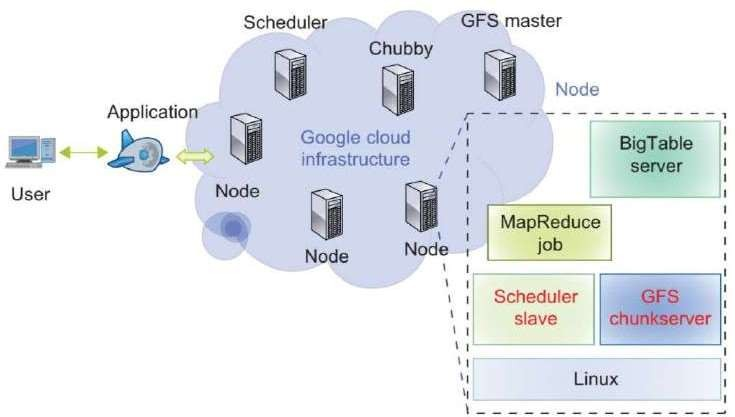 Scheduler
GFS master
Chubby
Node
Application
Google cloud
infrastructure
BigTable
server
User
Node
MapReduce
job
Node
Node
Scheduler
slave
GFS
chunkserver
Linux